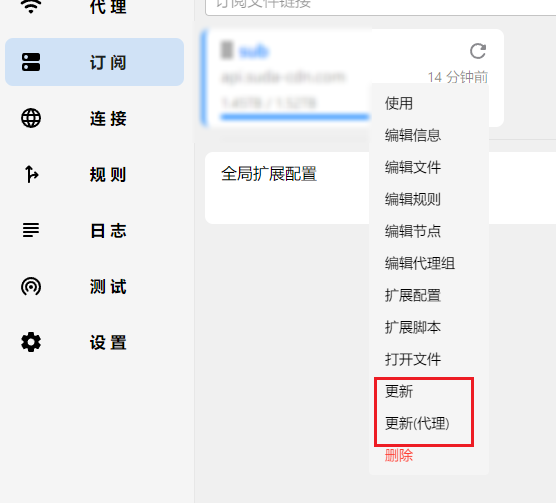 代理
订阅
连接
规则
日志
测试
设置
订阅文件链接
sub
14 分钟前
全局扩展配置
使用
编辑信息
编辑文件
编辑规则
编辑节点
编辑代理组
扩展配置
扩展脚本
打开文件
更新
更新(代理)
删除